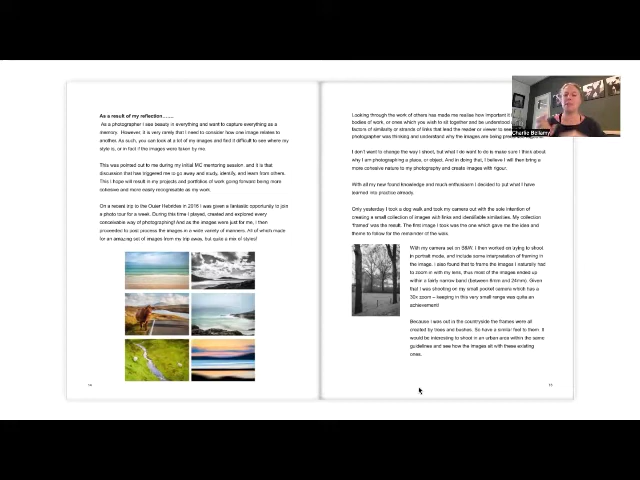 As a result of my reflection.......
As a photographer I see beauty in everything and want to capture everything as a
memory. However, it is very rarely that I need to consider how one image relates to
another. As such, you can look at a lot of my images and find it difficult to see where my
style is, or in fact if the images were taken by me.
This was pointed out to me during my initial MC mentoring session, and it is that
discussion that has triggered me to go away and study, identify, and learn from others.
This I hope will result in my projects and portfolios of work going forward being more
cohesive and more easily recognisable as my work.
On a recent trip to the Outer Hebrides in 2016 I was given a fantastic opportunity to join
a photo tour for a week. During this time I played, created and explored every
conceivable way of photographing! And as the images were just for me, I then
proceeded to post process the images in a wide variety of manners. All of which made
for an amazing set of images from my trip away, but quite a mix of styles!
14
Looking through the work of others has made me realise how important it
bodies of work, or ones which you wish to sit together and be understood
factors of similarity or strands of links that lead the reader or viewer to
photographer was thinking and understand why the images are being
I don't want to change the way I shoot, but what I do want to do is make sure I think about
why I am photographing a place, or object. And in doing that, I believe I will then bring a
more cohesive nature to my photography and create images with rigour.
With all my new found knowledge and much enthusiasm I decided to put what I have
learned into practice already.
Only yesterday I took a dog walk and took my camera out with the sole intention of
creating a small collection of images with links and identifiable similarities. My collection
'framed' was the result. The first image I took was the one which gave me the idea and
theme to follow for the remainder of the walk.
With my camera set on B&W, I then worked on trying to shoot
in portrait mode, and include some interpretation of framing in
the image. I also found that to frame the images I naturally had
to zoom in with my lens, thus most of the images ended up
within a fairly narrow band (between 8mm and 24mm). Given
that I was shooting on my small pocket camera which has a
30x zoom – keeping in this very small range was quite an
achievement!
Because I was out in the countryside the frames were all
created by trees and bushes. So have a similar feel to them. It
would be interesting to shoot in an urban area within the same
guidelines and see how the images sit with these existing
ones.
15
Charlie Bellamy